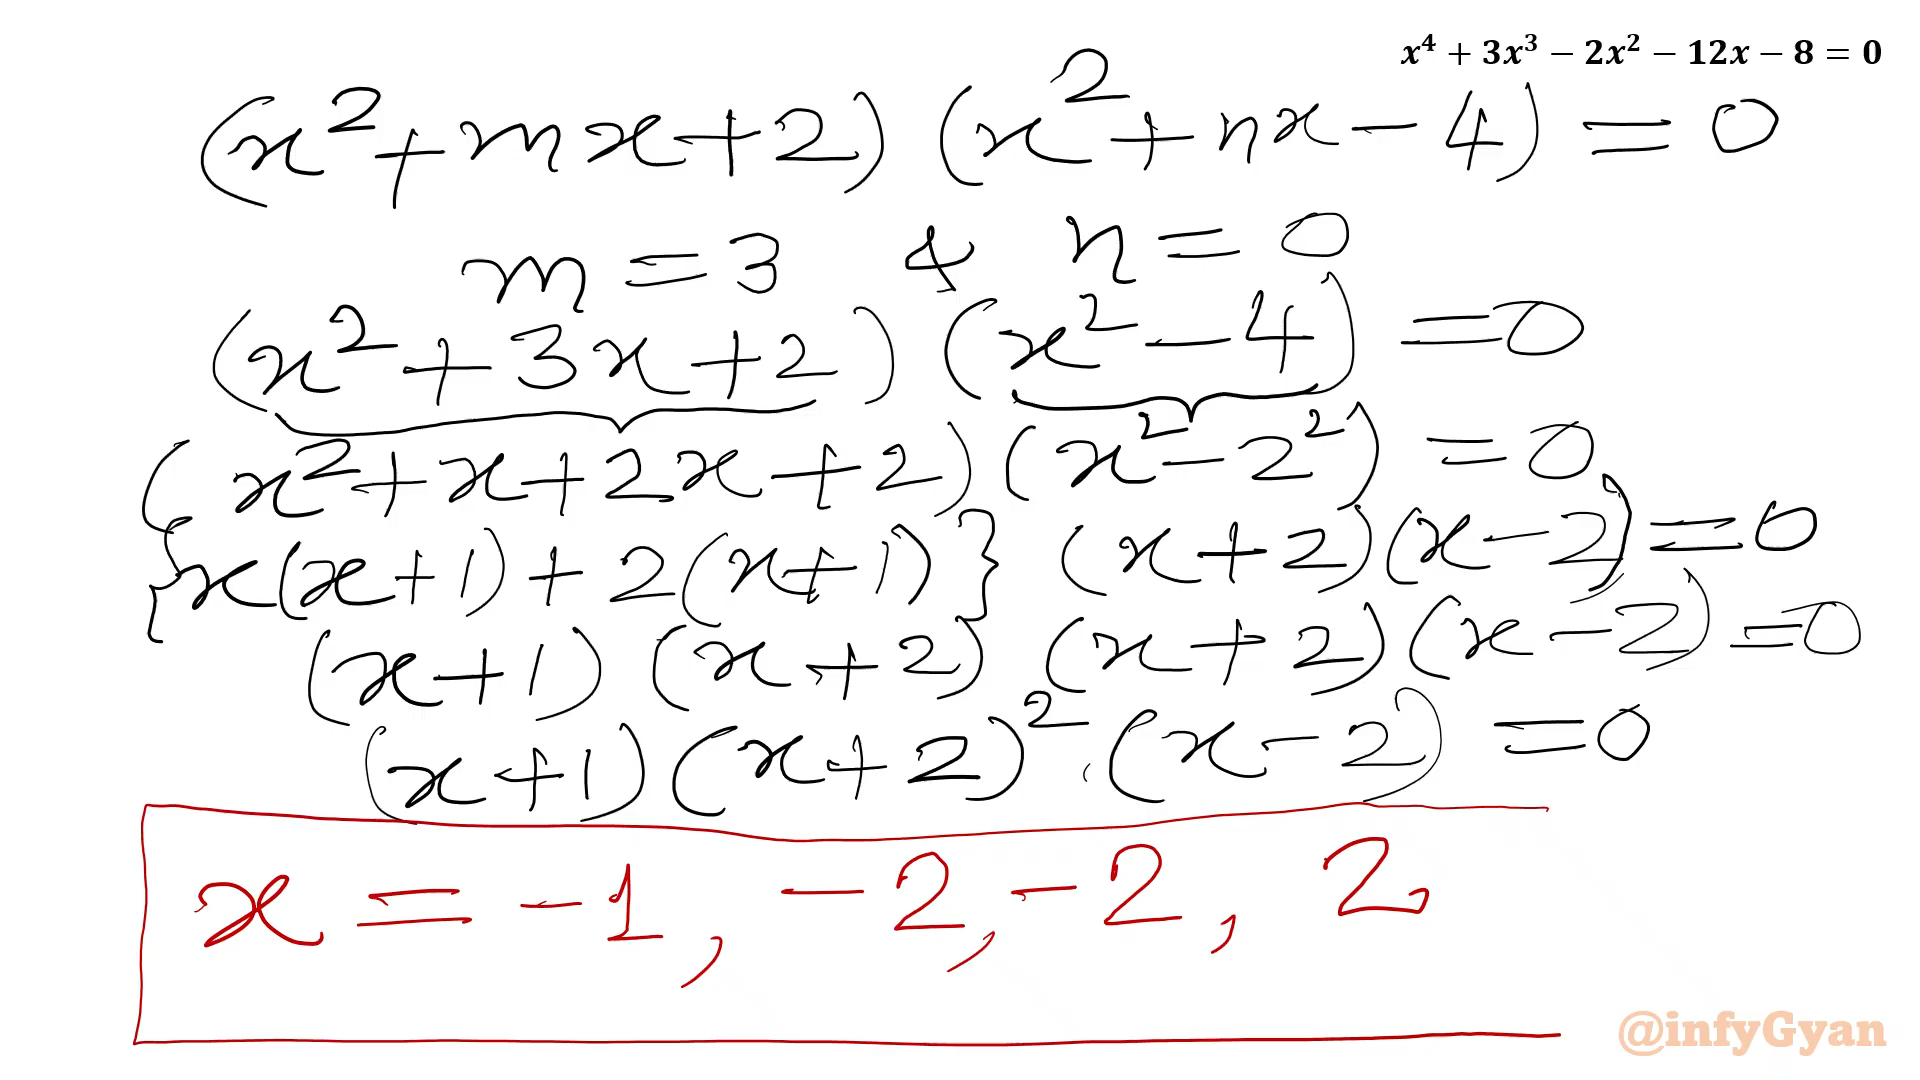 x⁴ + 3x³ − 2x² − 12x − 8 = 0
(x²+mx+2) (x²+nx−4) = 0
m = 3 & n = 0
(x²+3x+2) (x²−4) = 0
(x²+x+2x+2) (x²−2²) = 0
{x(x+1)+2(x+1)} (x+2)(x−2) = 0
(x+1) (x+2) (x+2) (x−2) = 0
(x+1) (x+2)² · (x−2) = 0
x = −1, −2, −2, 2,
@infyGyan